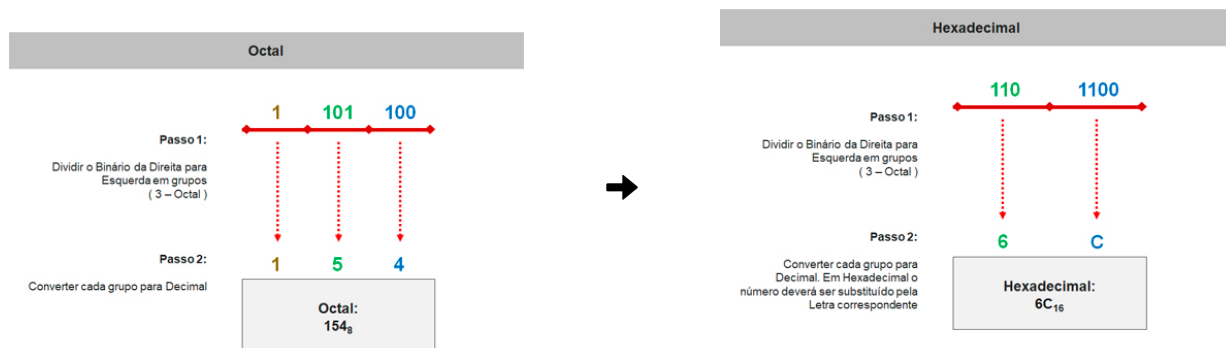 Octal
1 101 100
Passo 1:
Dividir o Binário da Direita para
Esquerda em grupos
( 3 – Octal )
Passo 2:
1 5 4
Converter cada grupo para Decimal
Octal:
154₈
Hexadecimal
110 1100
Passo 1:
Dividir o Binário da Direita para
Esquerda em grupos
( 3 – Octal )
Passo 2:
6 C
Converter cada grupo para
Decimal. Em Hexadecimal o
número deverá ser substituído pela
Letra correspondente
Hexadecimal:
6C₁₆